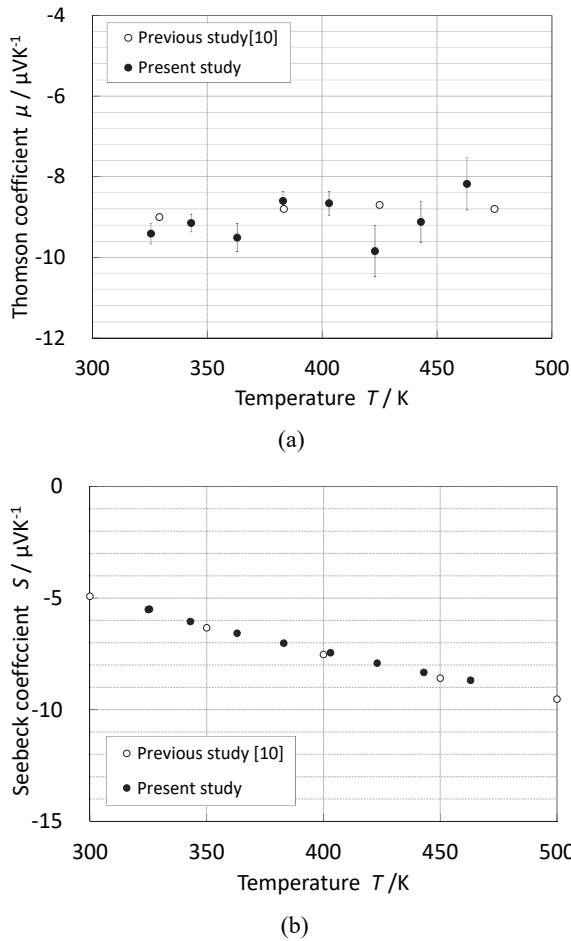 -4
Previous study[10]
Present study
-6
-8
-10
-12
Thomson coefficient μ / μVK-1
300
350
400
450
500
Temperature T / K
(a)
0
-5
-10
-15
Seebeck coeffccient S / μVK-1
Previous study [10]
Present study
300
350
400
450
500
Temperature T /K
(b)